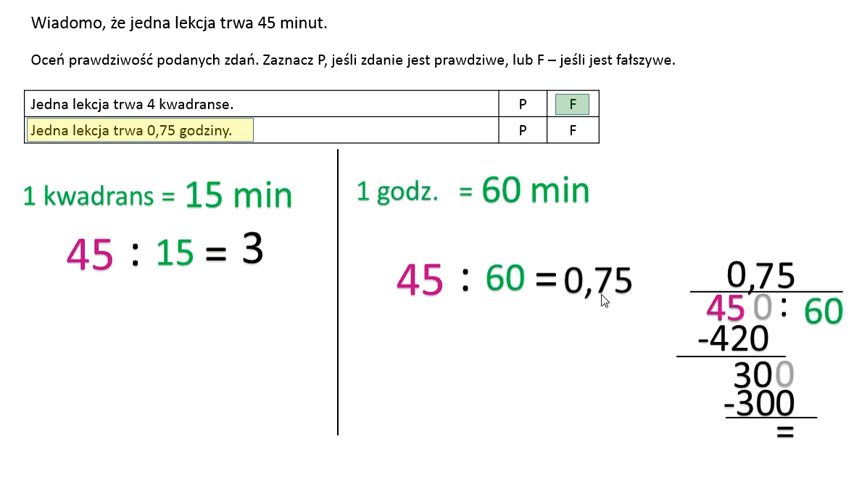 Wiadomo, że jedna lekcja trwa 45 minut.
Oceń prawdziwość podanych zdań. Zaznacz P, jeśli zdanie jest prawdziwe, lub F – jeśli jest fałszywe.
Jedna lekcja trwa 4 kwadranse. P F
Jedna lekcja trwa 0,75 godziny. P F
1 kwadrans = 15 min
45 : 15 = 3
1 godz. = 60 min
45 : 60 = 0,75
0,75
450 : 60
-420
300
-300
=